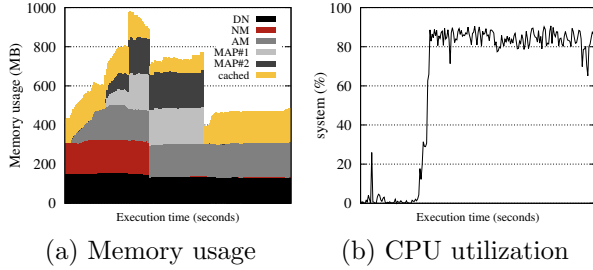 Memory usage (MB)
1000
800
600
400
200
0
DN
NM
AM
MAP#1
MAP#2
cached
Execution time (seconds)
(a) Memory usage
system (%)
100
80
60
40
20
0
Execution time (seconds)
(b) CPU utilization